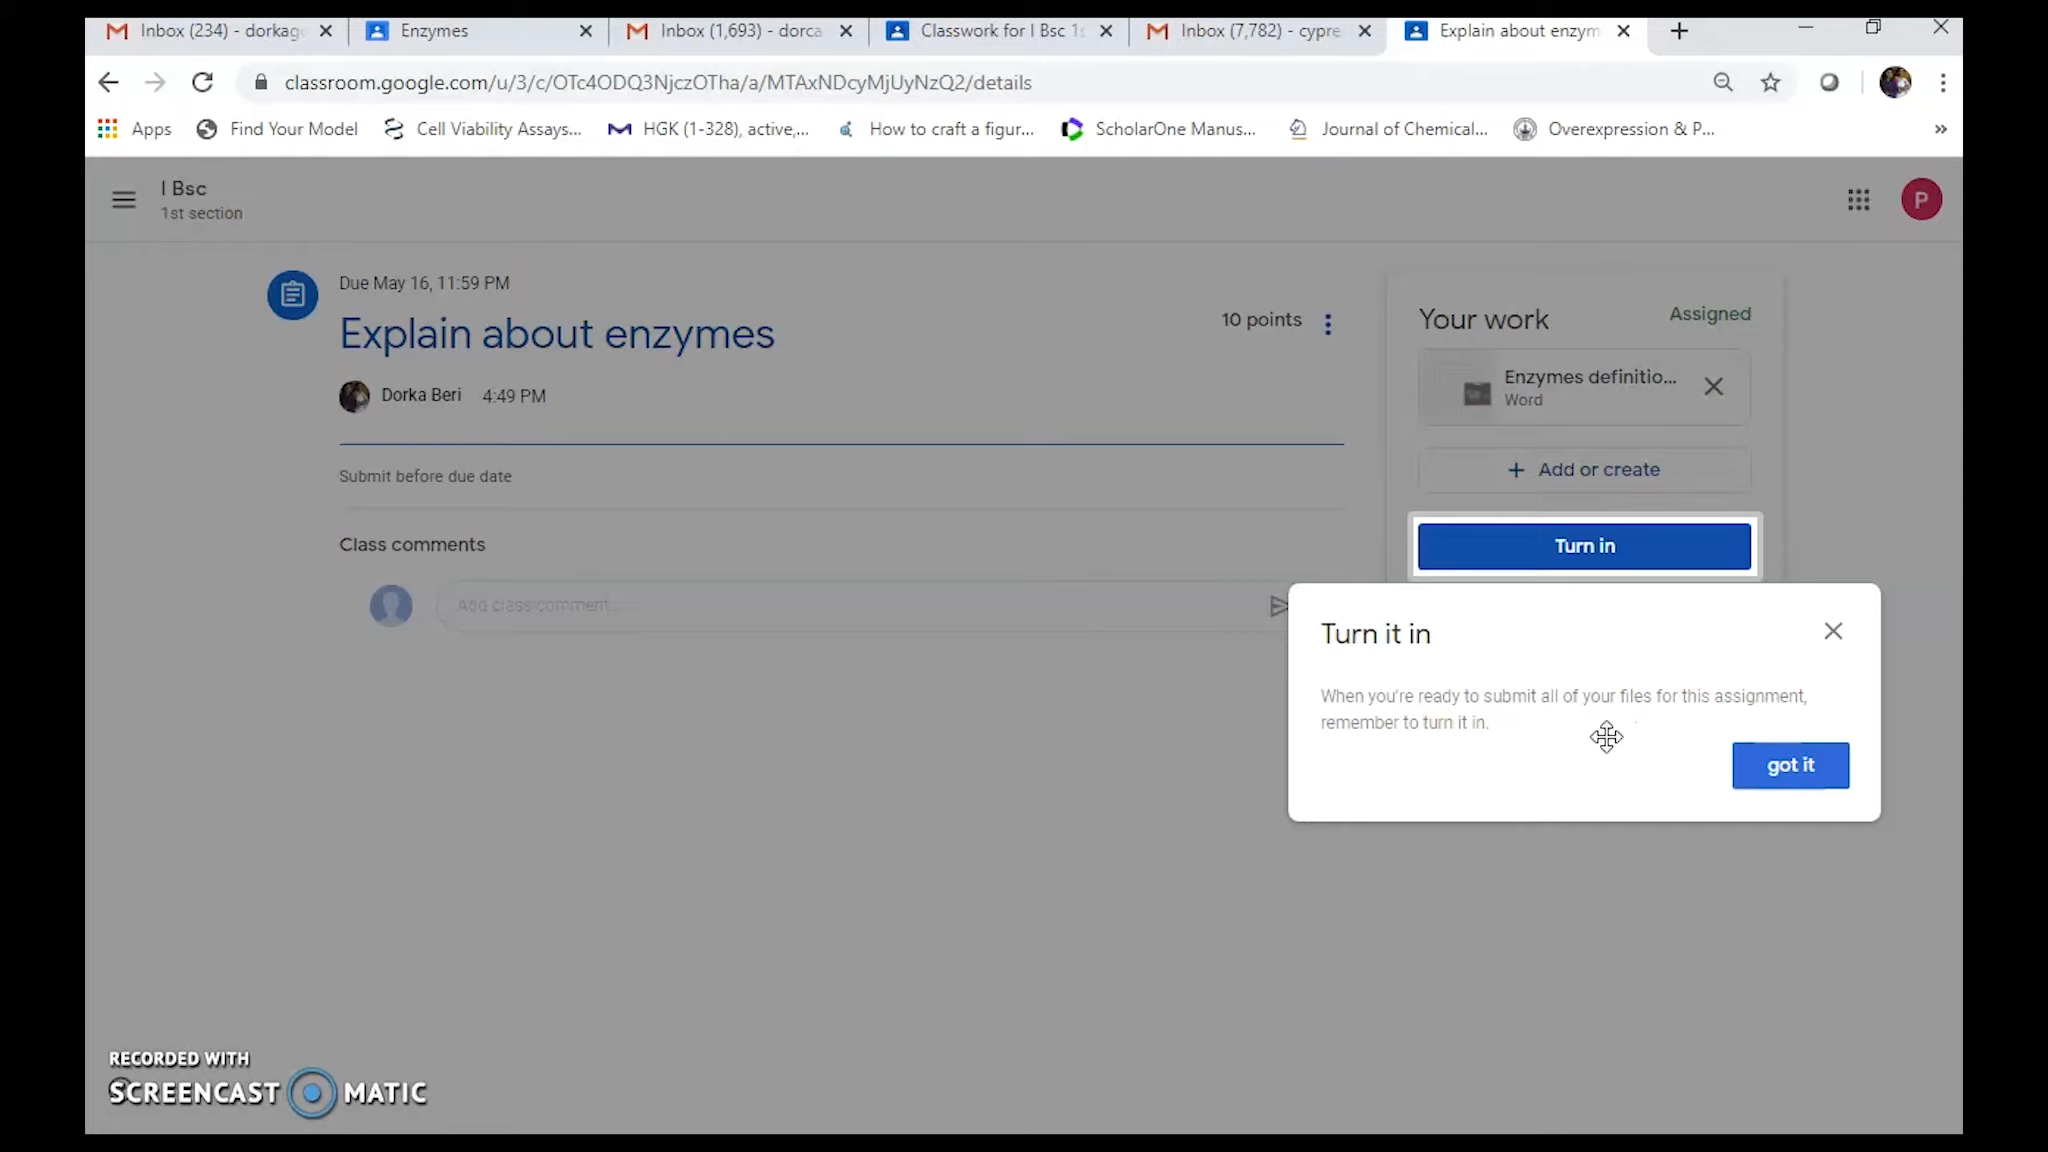 Inbox (234) - dorkag
Enzymes
Inbox (1,693) - dorca
Classwork for I Bsc 1s
Inbox (7,782) - cypre
Explain about enzym
classroom.google.com/u/3/c/OTc4ODQ3NjczOTha/a/MTAxNDcyMjUyNzQ2/details
Apps
Find Your Model
Cell Viability Assays...
HGK (1-328), active,...
How to craft a figur...
ScholarOne Manus...
Journal of Chemical...
Overexpression & P...
»
I Bsc
1st section
P
Due May 16, 11:59 PM
Explain about enzymes
10 points
Dorka Beri 4:49 PM
Submit before due date
Class comments
Add class comment...
Your work
Assigned
Enzymes definitio...
Word
+ Add or create
Turn in
Turn it in
When you're ready to submit all of your files for this assignment,
remember to turn it in.
got it
RECORDED WITH
SCREENCAST MATIC